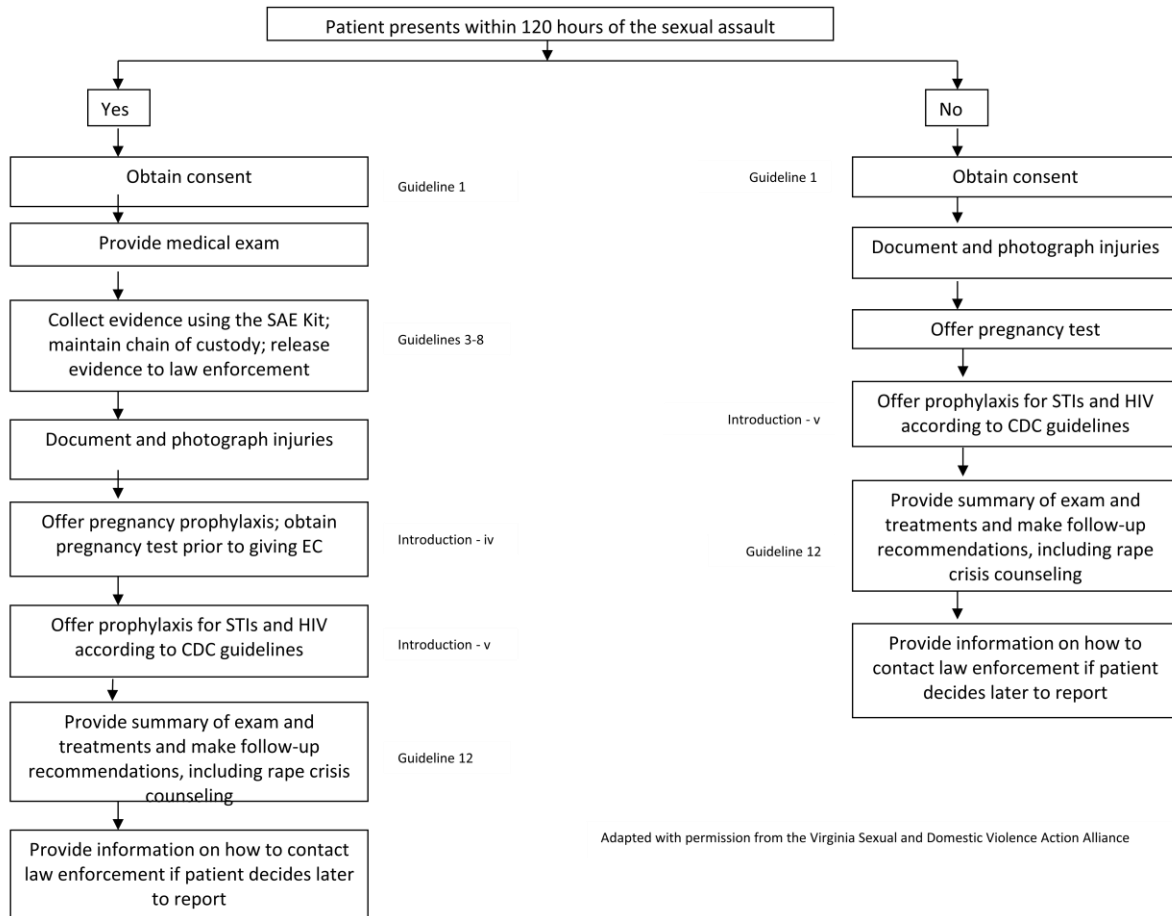 Patient presents within 120 hours of the sexual assault
Yes
Obtain consent
Guideline 1
Provide medical exam
Collect evidence using the SAE Kit;
maintain chain of custody; release
evidence to law enforcement
Guidelines 3-8
Document and photograph injuries
Offer pregnancy prophylaxis; obtain
pregnancy test prior to giving EC
Introduction - iv
Offer prophylaxis for STIs and HIV
according to CDC guidelines
Introduction - v
Provide summary of exam and
treatments and make follow-up
recommendations, including rape crisis
counseling
Guideline 12
Provide information on how to contact
law enforcement if patient decides later
to report
No
Guideline 1
Obtain consent
Document and photograph injuries
Offer pregnancy test
Introduction - v
Offer prophylaxis for STIs and HIV
according to CDC guidelines
Guideline 12
Provide summary of exam and
treatments and make follow-up
recommendations, including rape
crisis counseling
Provide information on how to
contact law enforcement if patient
decides later to report
Adapted with permission from the Virginia Sexual and Domestic Violence Action Alliance